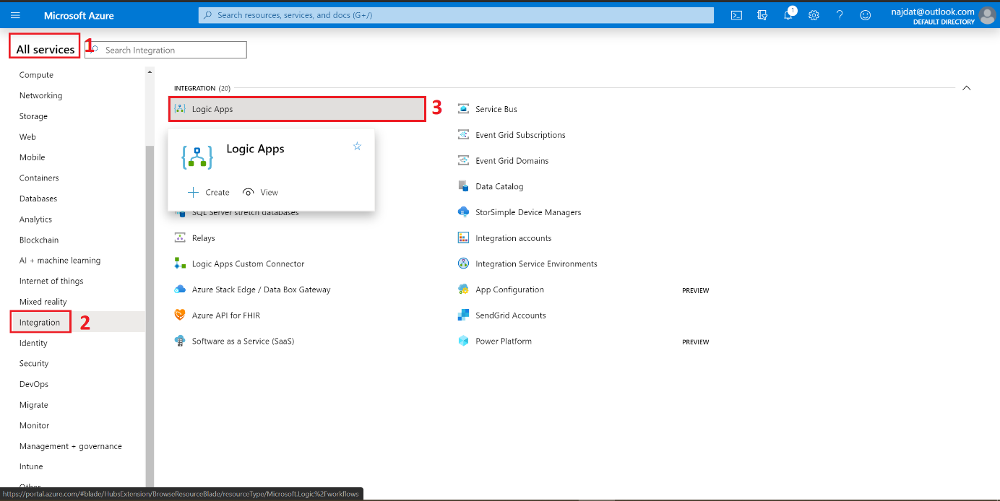 Microsoft Azure
Search resources, services, and docs (G+/)
1
najdat@outlook.com
DEFAULT DIRECTORY
All services
1
Search Integration
Compute
Networking
Storage
Web
Mobile
Containers
Databases
Analytics
Blockchain
AI + machine learning
Internet of things
Mixed reality
Integration
2
Identity
Security
DevOps
Migrate
Monitor
Management + governance
Intune
Other
INTEGRATION (20)
Logic Apps
3
Logic Apps
Create
View
SQL Server stretch databases
Relays
Logic Apps Custom Connector
Azure Stack Edge / Data Box Gateway
Azure API for FHIR
Software as a Service (SaaS)
Service Bus
Event Grid Subscriptions
Event Grid Domains
Data Catalog
StorSimple Device Managers
Integration accounts
Integration Service Environments
App Configuration PREVIEW
SendGrid Accounts
Power Platform PREVIEW
https://portal.azure.com/#blade/HubsExtension/BrowseResourceBlade/resourceType/Microsoft.Logic%2Fworkflows